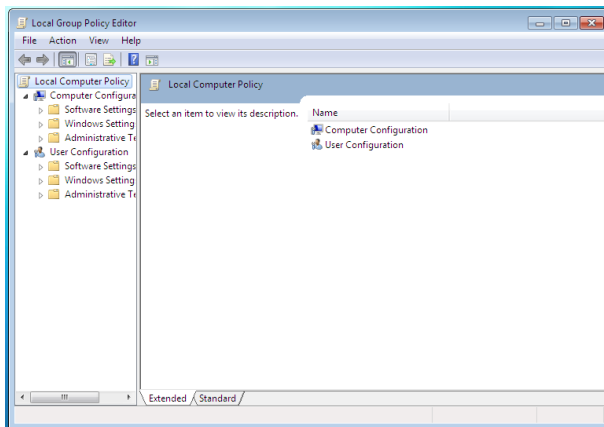 Local Group Policy Editor
File Action View Help
Local Computer Policy
Computer Configura
Software Settings
Windows Setting
Administrative Te
User Configuration
Software Settings
Windows Setting
Administrative Te
Local Computer Policy
Select an item to view its description.
Name
Computer Configuration
User Configuration
Extended Standard